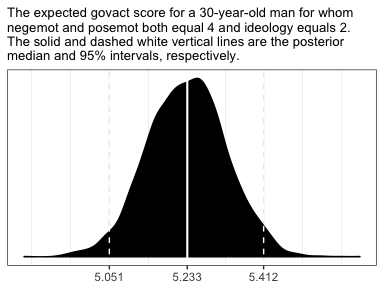 The expected govact score for a 30-year-old man for whom
negemot and posemot both equal 4 and ideology equals 2.
The solid and dashed white vertical lines are the posterior
median and 95% intervals, respectively.
5.051 5.233 5.412